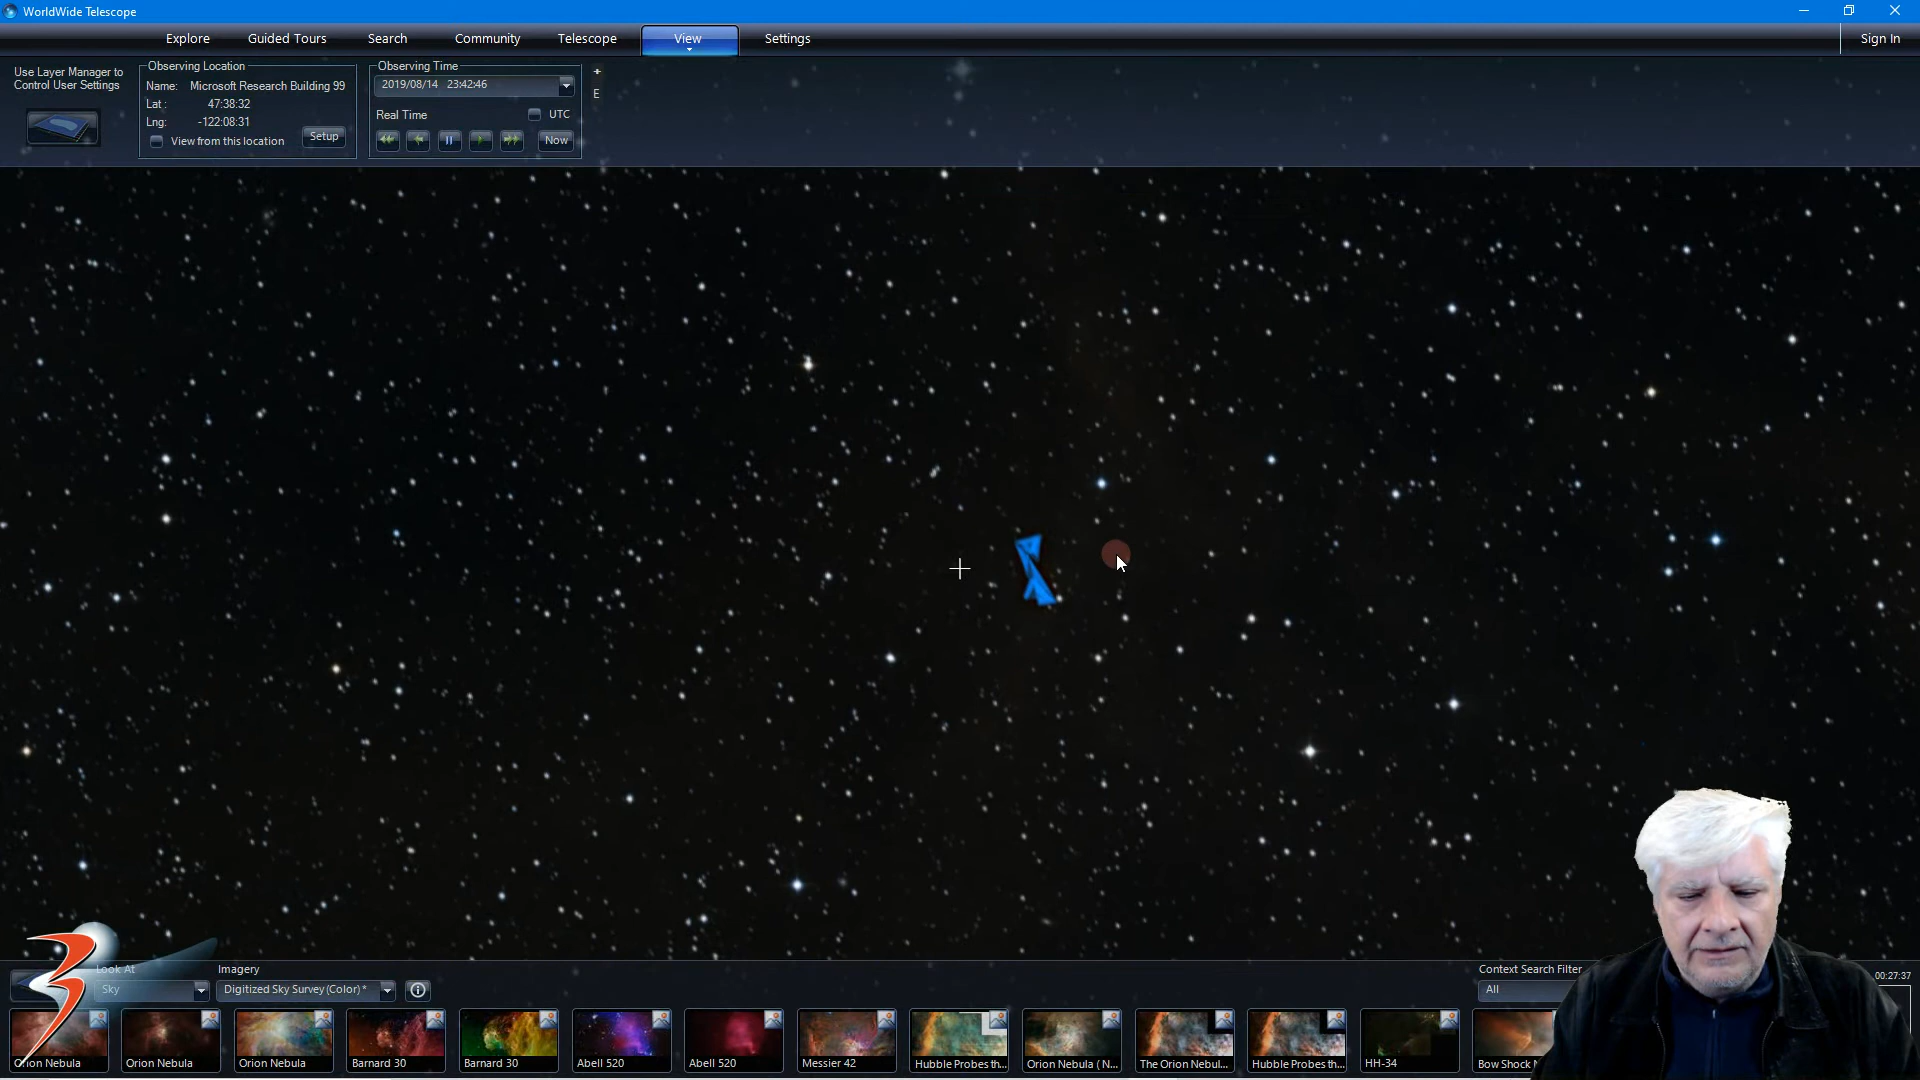 WorldWide Telescope
Explore Guided Tours Search Community Telescope View Settings Sign In
Use Layer Manager to
Control User Settings
Observing Location
Name: Microsoft Research Building 99
Lat : 47:38:32
Lng: -122:08:31
View from this location
Setup
Observing Time
2019/08/14 23:42:46
Real Time UTC
Now
E
Look At
Sky
Imagery
Digitized Sky Survey (Color) *
Context Search Filter
All
00:27:37
Orion Nebula
Orion Nebula
Orion Nebula
Barnard 30
Barnard 30
Abell 520
Abell 520
Messier 42
Hubble Probes th...
Orion Nebula ( N...
The Orion Nebul...
Hubble Probes th...
HH-34
Bow Shock